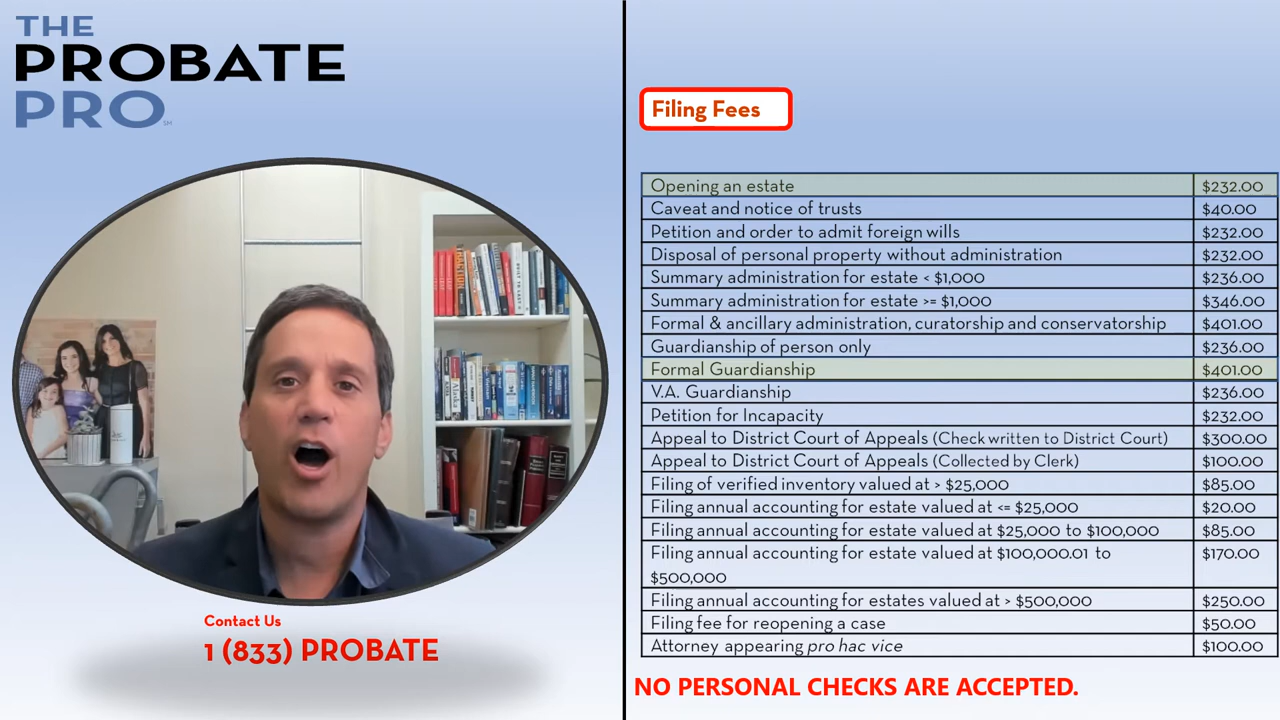 THE
PROBATE
PRO
SM
Contact Us
1 (833) PROBATE
Filing Fees
Opening an estate $232.00
Caveat and notice of trusts $40.00
Petition and order to admit foreign wills $232.00
Disposal of personal property without administration $232.00
Summary administration for estate < $1,000 $236.00
Summary administration for estate >= $1,000 $346.00
Formal & ancillary administration, curatorship and conservatorship $401.00
Guardianship of person only $236.00
Formal Guardianship $401.00
V.A. Guardianship $236.00
Petition for Incapacity $232.00
Appeal to District Court of Appeals (Check written to District Court) $300.00
Appeal to District Court of Appeals (Collected by Clerk) $100.00
Filing of verified inventory valued at > $25,000 $85.00
Filing annual accounting for estate valued at <= $25,000 $20.00
Filing annual accounting for estate valued at $25,000 to $100,000 $85.00
Filing annual accounting for estate valued at $100,000.01 to $170.00
$500,000
Filing annual accounting for estates valued at > $500,000 $250.00
Filing fee for reopening a case $50.00
Attorney appearing pro hac vice $100.00
NO PERSONAL CHECKS ARE ACCEPTED.